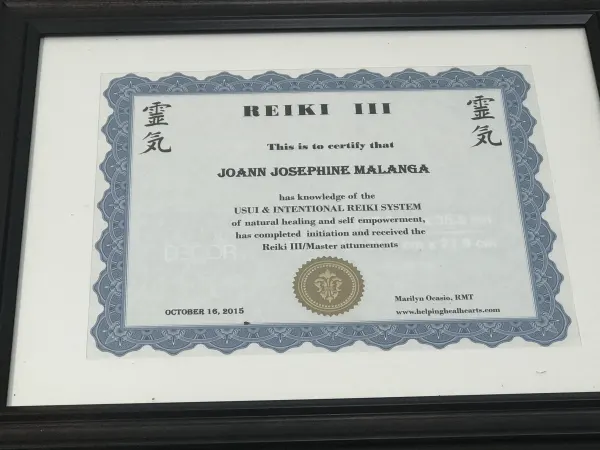 REIKI III
霊気
霊気
This is to certify that
JOANN JOSEPHINE MALANGA
has knowledge of the
USUI & INTENTIONAL REIKI SYSTEM
of natural healing and self empowerment,
has completed initiation and received the
Reiki III/Master attunements
OCTOBER 16, 2015
Marilyn Ocasio, RMT
www.helpinghealhearts.com